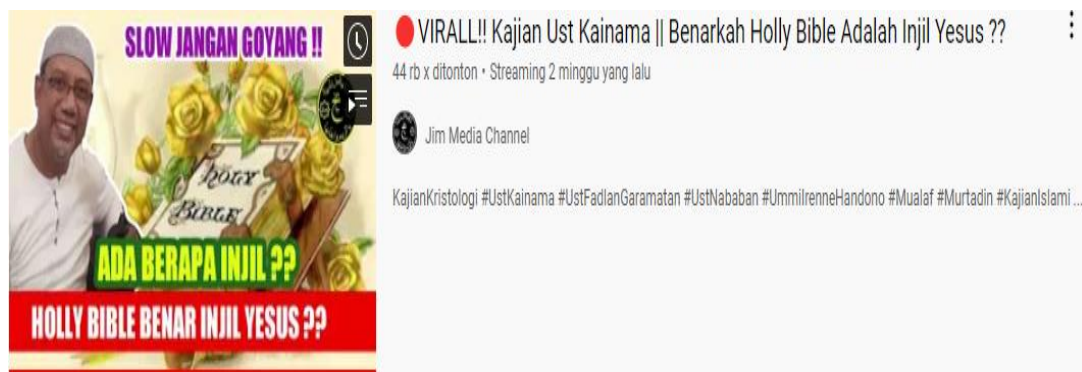 SLOW JANGAN GOYANG !!
HOLY
BIBLE
ADA BERAPA INJIL ??
HOLLY BIBLE BENAR INJIL YESUS ??
VIRALL!! Kajian Ust Kainama || Benarkah Holly Bible Adalah Injil Yesus ??
44 rb x ditonton • Streaming 2 minggu yang lalu
Jim Media Channel
KajianKristologi #UstKainama #UstFadlanGaramatan #UstNababan #UmmiIrenneHandono #Mualaf #Murtadin #KajianIslami ...